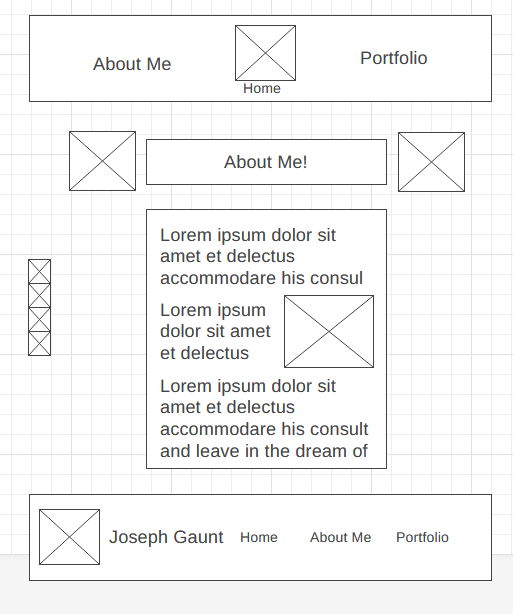 About Me
Portfolio
Home
About Me!
Lorem ipsum dolor sit
amet et delectus
accommodare his consul
Lorem ipsum
dolor sit amet
et delectus
Lorem ipsum dolor sit
amet et delectus
accommodare his consult
and leave in the dream of
Joseph Gaunt
Home
About Me
Portfolio